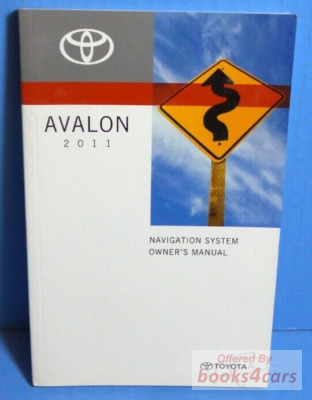 AVALON
2011
NAVIGATION SYSTEM
OWNER'S MANUAL
TOYOTA
Offered By
books4cars